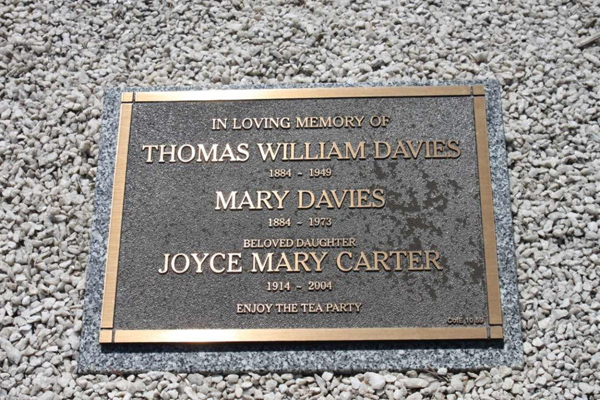 IN LOVING MEMORY OF
THOMAS WILLIAM DAVIES
1884 - 1949
MARY DAVIES
1884 - 1973
BELOVED DAUGHTER
JOYCE MARY CARTER
1914 - 2004
ENJOY THE TEA PARTY